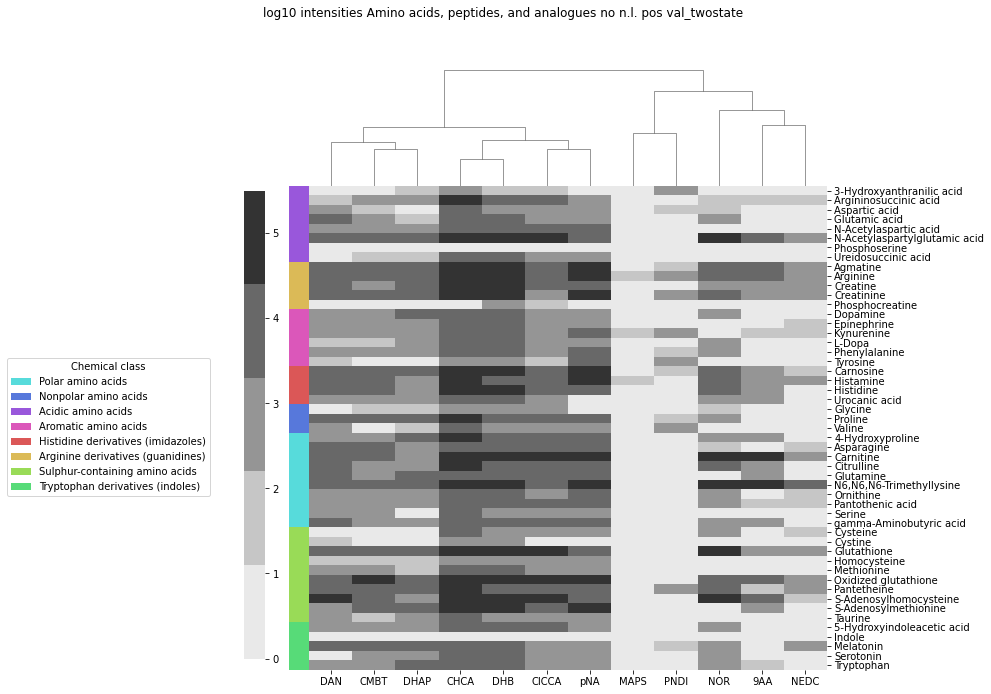 log10 intensities Amino acids, peptides, and analogues no n.l. pos val_twostate
5
4
3
2
1
0
Chemical class
Polar amino acids
Nonpolar amino acids
Acidic amino acids
Aromatic amino acids
Histidine derivatives (imidazoles)
Arginine derivatives (guanidines)
Sulphur-containing amino acids
Tryptophan derivatives (indoles)
3-Hydroxyanthranilic acid
Argininosuccinic acid
Aspartic acid
Glutamic acid
N-Acetylaspartic acid
N-Acetylaspartylglutamic acid
Phosphoserine
Ureidosuccinic acid
Agmatine
Arginine
Creatine
Creatinine
Phosphocreatine
Dopamine
Epinephrine
Kynurenine
L-Dopa
Phenylalanine
Tyrosine
Carnosine
Histamine
Histidine
Urocanic acid
Glycine
Proline
Valine
4-Hydroxyproline
Asparagine
Carnitine
Citrulline
Glutamine
N6,N6,N6-Trimethyllysine
Ornithine
Pantothenic acid
Serine
gamma-Aminobutyric acid
Cysteine
Cystine
Glutathione
Homocysteine
Methionine
Oxidized glutathione
Pantetheine
S-Adenosylhomocysteine
S-Adenosylmethionine
Taurine
5-Hydroxyindoleacetic acid
Indole
Melatonin
Serotonin
Tryptophan
DAN CMBT DHAP CHCA DHB ClCCA pNA MAPS PNDI NOR 9AA NEDC